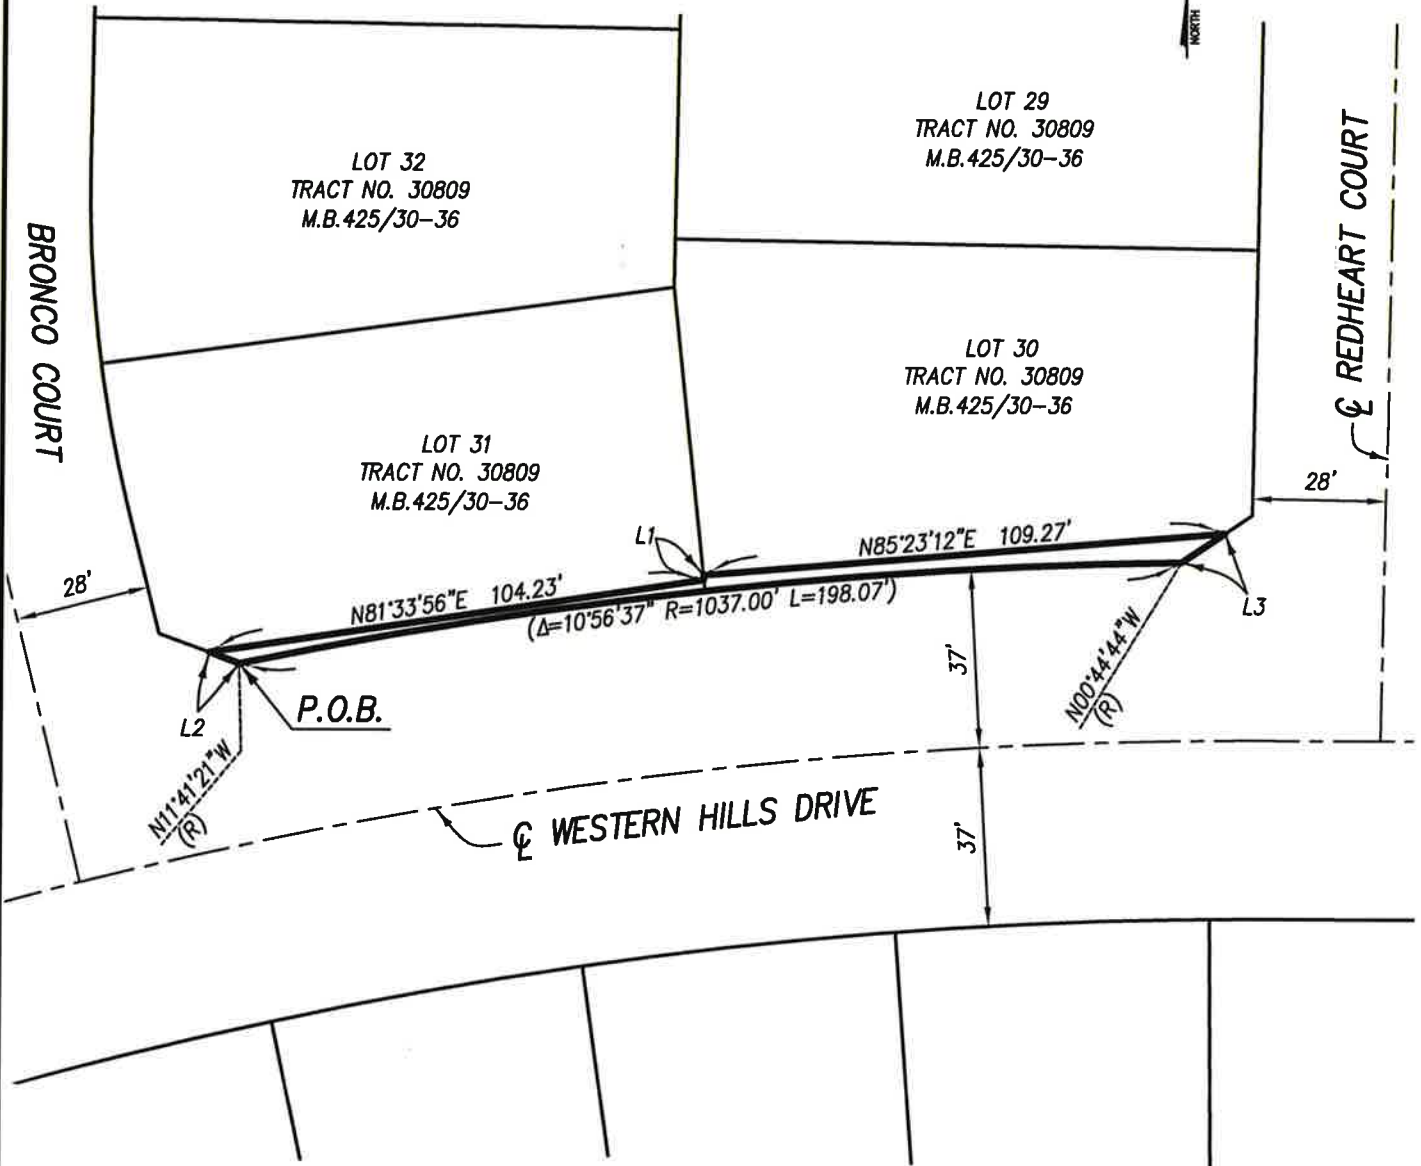 NORTH
LOT 29
TRACT NO. 30809
M.B.425/30-36
LOT 32
TRACT NO. 30809
M.B.425/30-36
BRONCO COURT
℄ REDHEART COURT
LOT 30
TRACT NO. 30809
M.B.425/30-36
LOT 31
TRACT NO. 30809
M.B.425/30-36
28'
L1
N85°23'12"E 109.27'
28'
N81°33'56"E 104.23'
(Δ=10°56'37" R=1037.00' L=198.07')
L3
37'
N00°44'44"W
(R)
P.O.B.
L2
N11°41'21"W
(R)
℄ WESTERN HILLS DRIVE
37'